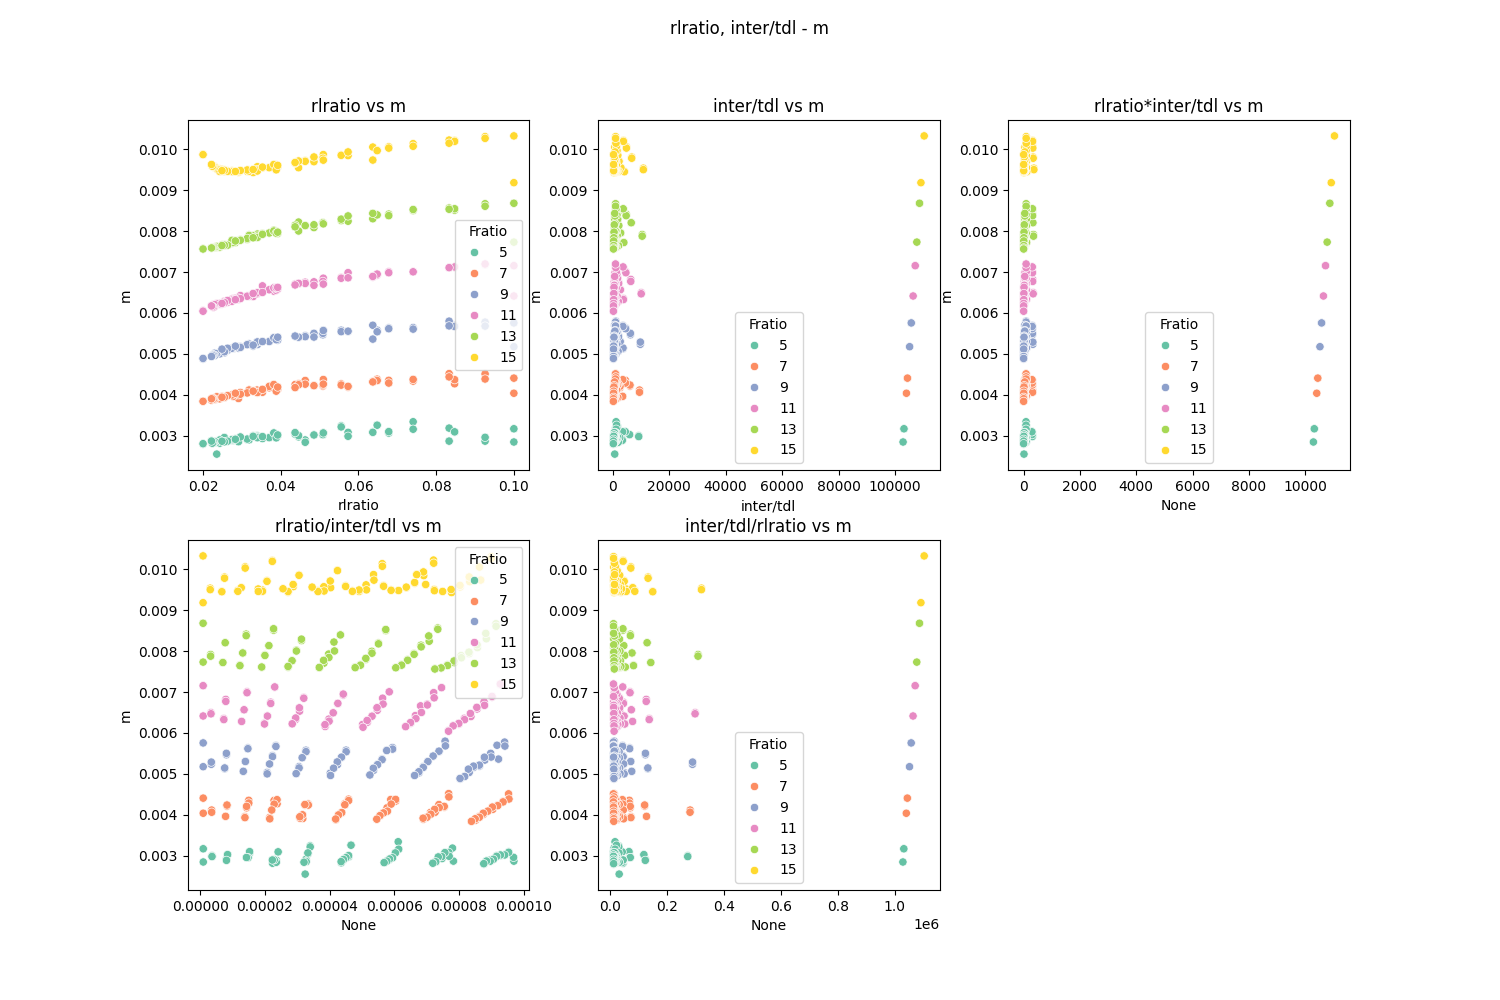 rlratio, inter/tdl - m
rlratio vs m
m
0.010
0.009
0.008
0.007
0.006
0.005
0.004
0.003
0.02 0.04 0.06 0.08 0.10
rlratio
Fratio
5
7
9
11
13
15
inter/tdl vs m
m
0.010
0.009
0.008
0.007
0.006
0.005
0.004
0.003
0 20000 40000 60000 80000 100000
inter/tdl
Fratio
5
7
9
11
13
15
rlratio*inter/tdl vs m
m
0.010
0.009
0.008
0.007
0.006
0.005
0.004
0.003
0 2000 4000 6000 8000 10000
None
Fratio
5
7
9
11
13
15
rlratio/inter/tdl vs m
m
0.010
0.009
0.008
0.007
0.006
0.005
0.004
0.003
0.00000 0.00002 0.00004 0.00006 0.00008 0.00010
None
Fratio
5
7
9
11
13
15
inter/tdl/rlratio vs m
m
0.010
0.009
0.008
0.007
0.006
0.005
0.004
0.003
0.0 0.2 0.4 0.6 0.8 1.0
1e6
None
Fratio
5
7
9
11
13
15